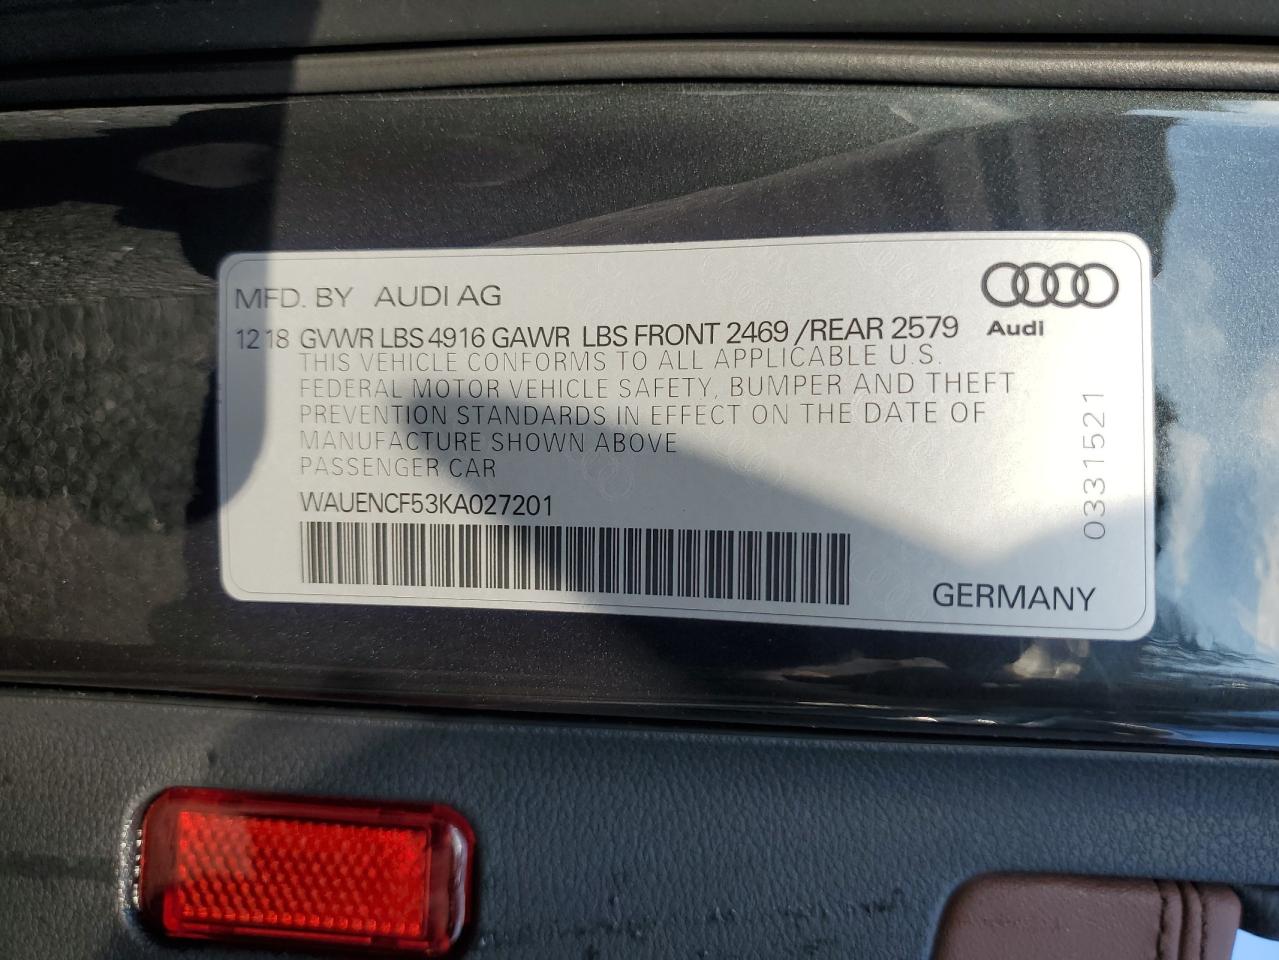 MFD. BY AUDI AG
12 18 GVWR LBS 4916 GAWR LBS FRONT 2469 /REAR 2579
Audi
THIS VEHICLE CONFORMS TO ALL APPLICABLE U.S.
FEDERAL MOTOR VEHICLE SAFETY, BUMPER AND THEFT
PREVENTION STANDARDS IN EFFECT ON THE DATE OF
MANUFACTURE SHOWN ABOVE
PASSENGER CAR
WAUENCF53KA027201
0331521
GERMANY